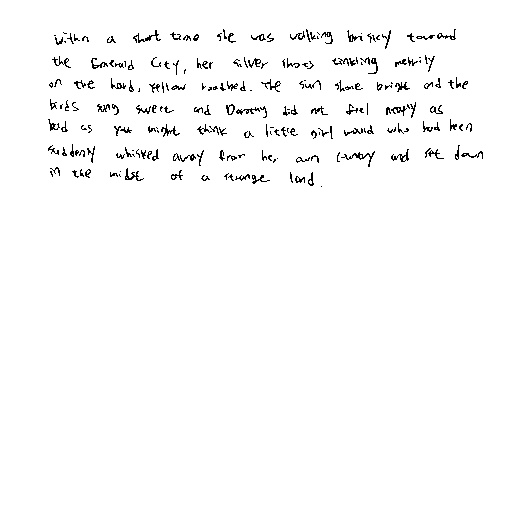 Within a short time she was walking briskly toward
the Emerald City, her silver shoes tinkling merrily
on the hard, yellow roadbed. The sun shone bright and the
birds sang sweet and Dorothy did not feel nearly as
bad as you might think a little girl would who had been
suddenly whisked away from her own country and set down
in the midst of a strange land.